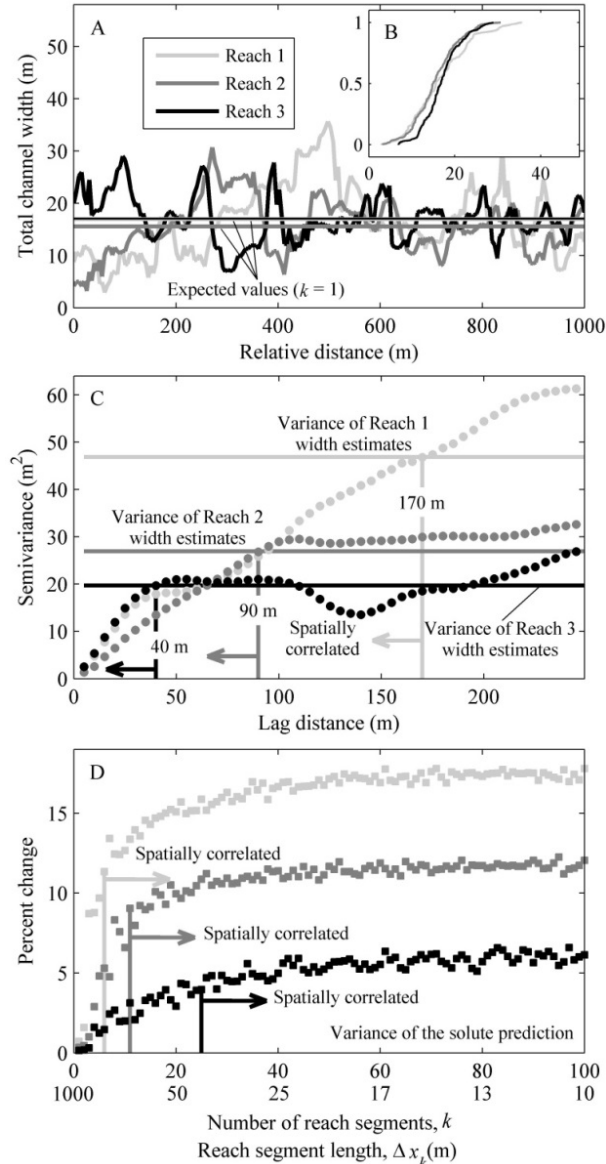 A
B
Reach 1
Reach 2
Reach 3
Expected values (k = 1)
Total channel width (m)
50
40
30
20
10
0
1
0.5
0
0 20 40
0 200 400 600 800 1000
Relative distance (m)
C
Variance of Reach 1
width estimates
170 m
Variance of Reach 2
width estimates
90 m
40 m
Spatially
correlated
Variance of Reach 3
width estimates
Semivariance (m²)
60
50
40
30
20
10
0
0 50 100 150 200
Lag distance (m)
D
Spatially correlated
Spatially correlated
Spatially correlated
Variance of the solute prediction
Percent change
15
10
5
0
0 20 40 60 80 100
1000 50 25 17 13 10
Number of reach segments, k
Reach segment length, Δ x_k(m)